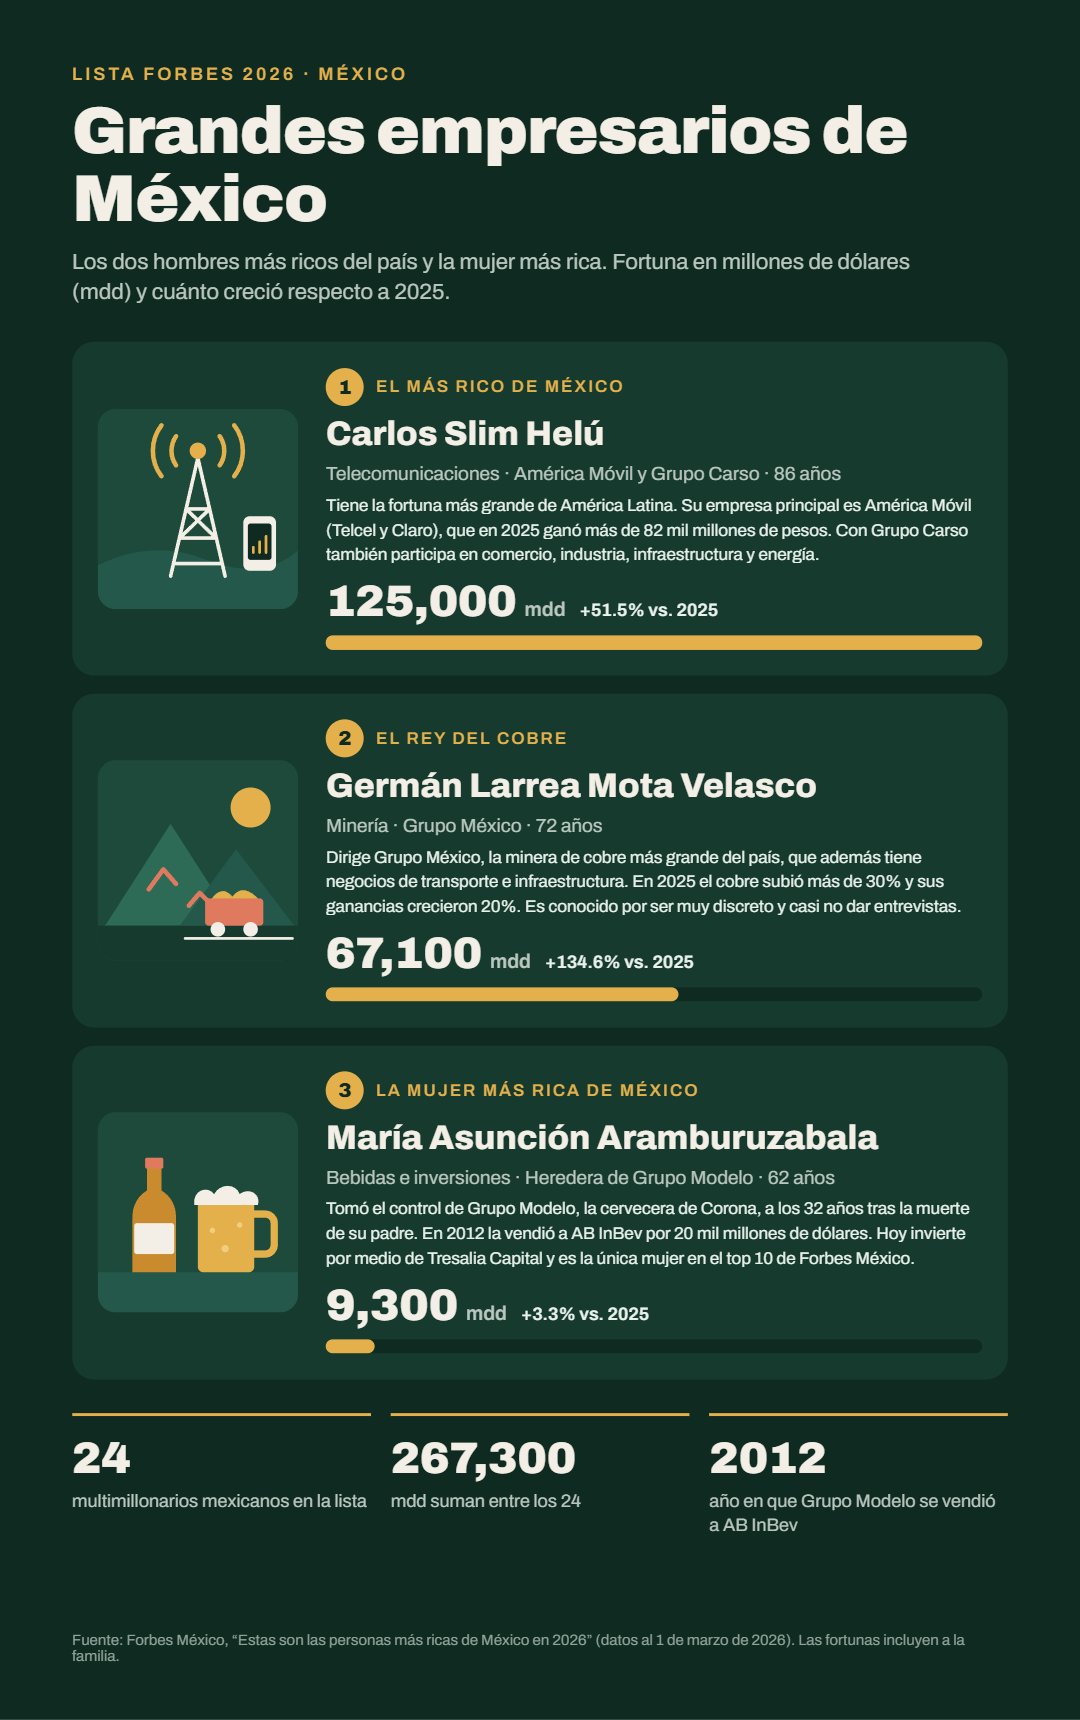 LISTA FORBES 2026 · MÉXICO
Grandes empresarios de
México
Los dos hombres más ricos del país y la mujer más rica. Fortuna en millones de dólares
(mdd) y cuánto creció respecto a 2025.
1 EL MÁS RICO DE MÉXICO
Carlos Slim Helú
Telecomunicaciones · América Móvil y Grupo Carso · 86 años
Tiene la fortuna más grande de América Latina. Su empresa principal es América Móvil
(Telcel y Claro), que en 2025 ganó más de 82 mil millones de pesos. Con Grupo Carso
también participa en comercio, industria, infraestructura y energía.
125,000 mdd +51.5% vs. 2025
2 EL REY DEL COBRE
Germán Larrea Mota Velasco
Minería · Grupo México · 72 años
Dirige Grupo México, la minera de cobre más grande del país, que además tiene
negocios de transporte e infraestructura. En 2025 el cobre subió más de 30% y sus
ganancias crecieron 20%. Es conocido por ser muy discreto y casi no dar entrevistas.
67,100 mdd +134.6% vs. 2025
3 LA MUJER MÁS RICA DE MÉXICO
María Asunción Aramburuzabala
Bebidas e inversiones · Heredera de Grupo Modelo · 62 años
Tomó el control de Grupo Modelo, la cervecera de Corona, a los 32 años tras la muerte
de su padre. En 2012 la vendió a AB InBev por 20 mil millones de dólares. Hoy invierte
por medio de Tresalia Capital y es la única mujer en el top 10 de Forbes México.
9,300 mdd +3.3% vs. 2025
24
multimillonarios mexicanos en la lista
267,300
mdd suman entre los 24
2012
año en que Grupo Modelo se vendió
a AB InBev
Fuente: Forbes México, “Estas son las personas más ricas de México en 2026” (datos al 1 de marzo de 2026). Las fortunas incluyen a la
familia.